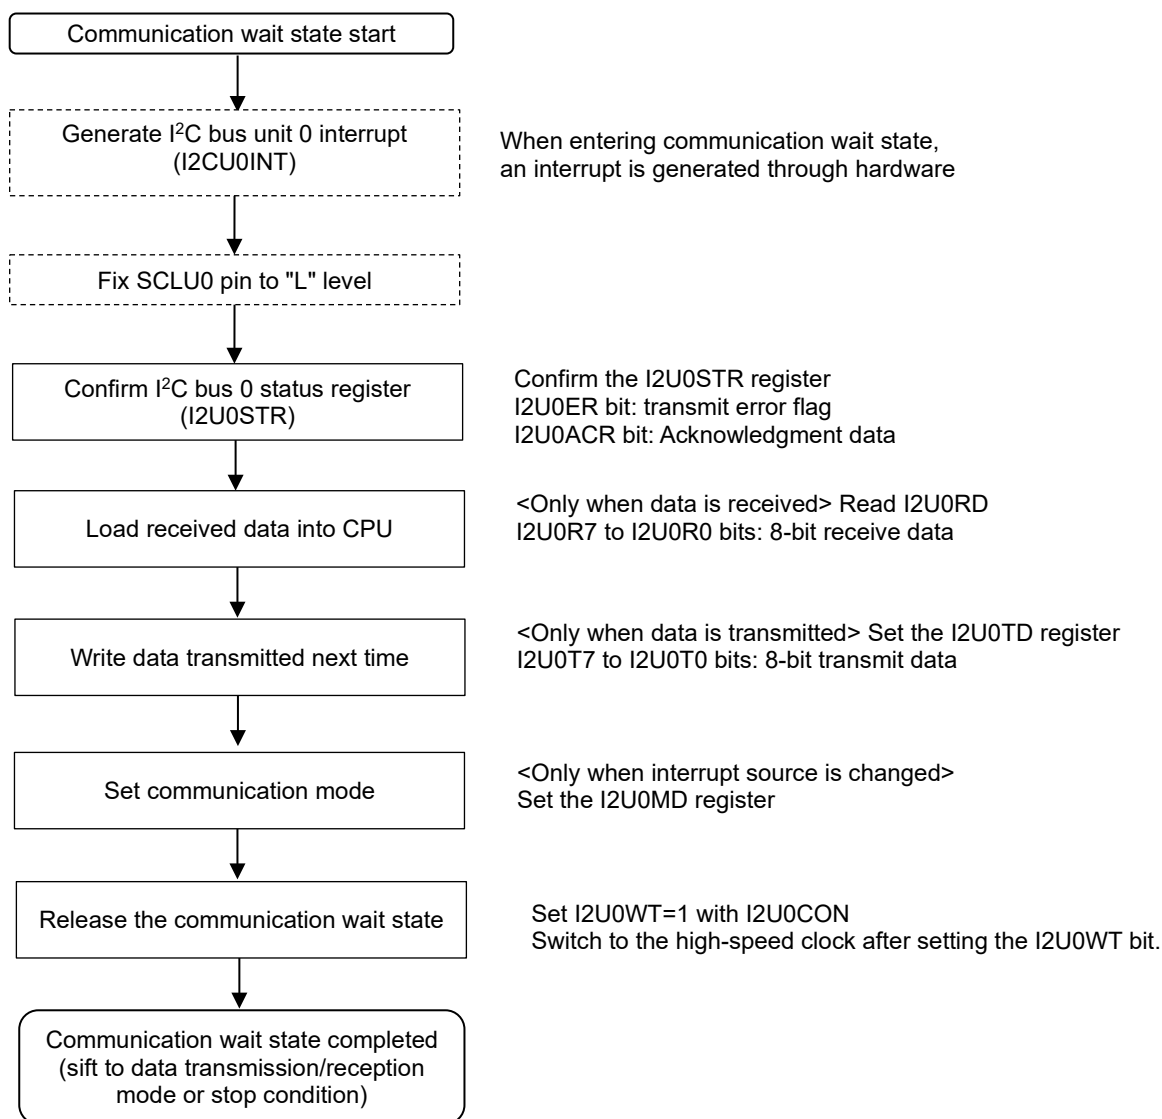 Communication wait state start
Generate I²C bus unit 0 interrupt
(I2CU0INT)
When entering communication wait state,
an interrupt is generated through hardware
Fix SCLU0 pin to "L" level
Confirm I²C bus 0 status register
(I2U0STR)
Confirm the I2U0STR register
I2U0ER bit: transmit error flag
I2U0ACR bit: Acknowledgment data
Load received data into CPU
<Only when data is received> Read I2U0RD
I2U0R7 to I2U0R0 bits: 8-bit receive data
Write data transmitted next time
<Only when data is transmitted> Set the I2U0TD register
I2U0T7 to I2U0T0 bits: 8-bit transmit data
Set communication mode
<Only when interrupt source is changed>
Set the I2U0MD register
Release the communication wait state
Set I2U0WT=1 with I2U0CON
Switch to the high-speed clock after setting the I2U0WT bit.
Communication wait state completed
(sift to data transmission/reception
mode or stop condition)